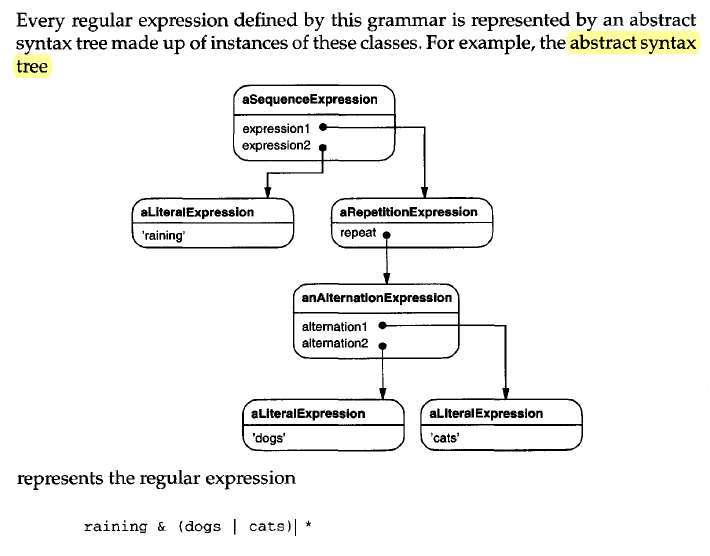 Every regular expression defined by this grammar is represented by an abstract
syntax tree made up of instances of these classes. For example, the abstract syntax
tree
aSequenceExpression
expression1
expression2
aLiteralExpression
'raining'
aRepetitionExpression
repeat
anAlternationExpression
alternation1
alternation2
aLiteralExpression
'dogs'
aLiteralExpression
'cats'
represents the regular expression
raining & (dogs | cats)| *